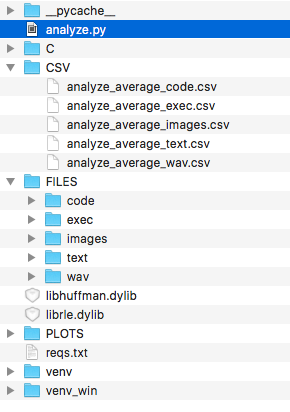 __pycache__
analyze.py
C
CSV
analyze_average_code.csv
analyze_average_exec.csv
analyze_average_images.csv
analyze_average_text.csv
analyze_average_wav.csv
FILES
code
exec
images
text
wav
libhuffman.dylib
librle.dylib
PLOTS
reqs.txt
venv
venv_win